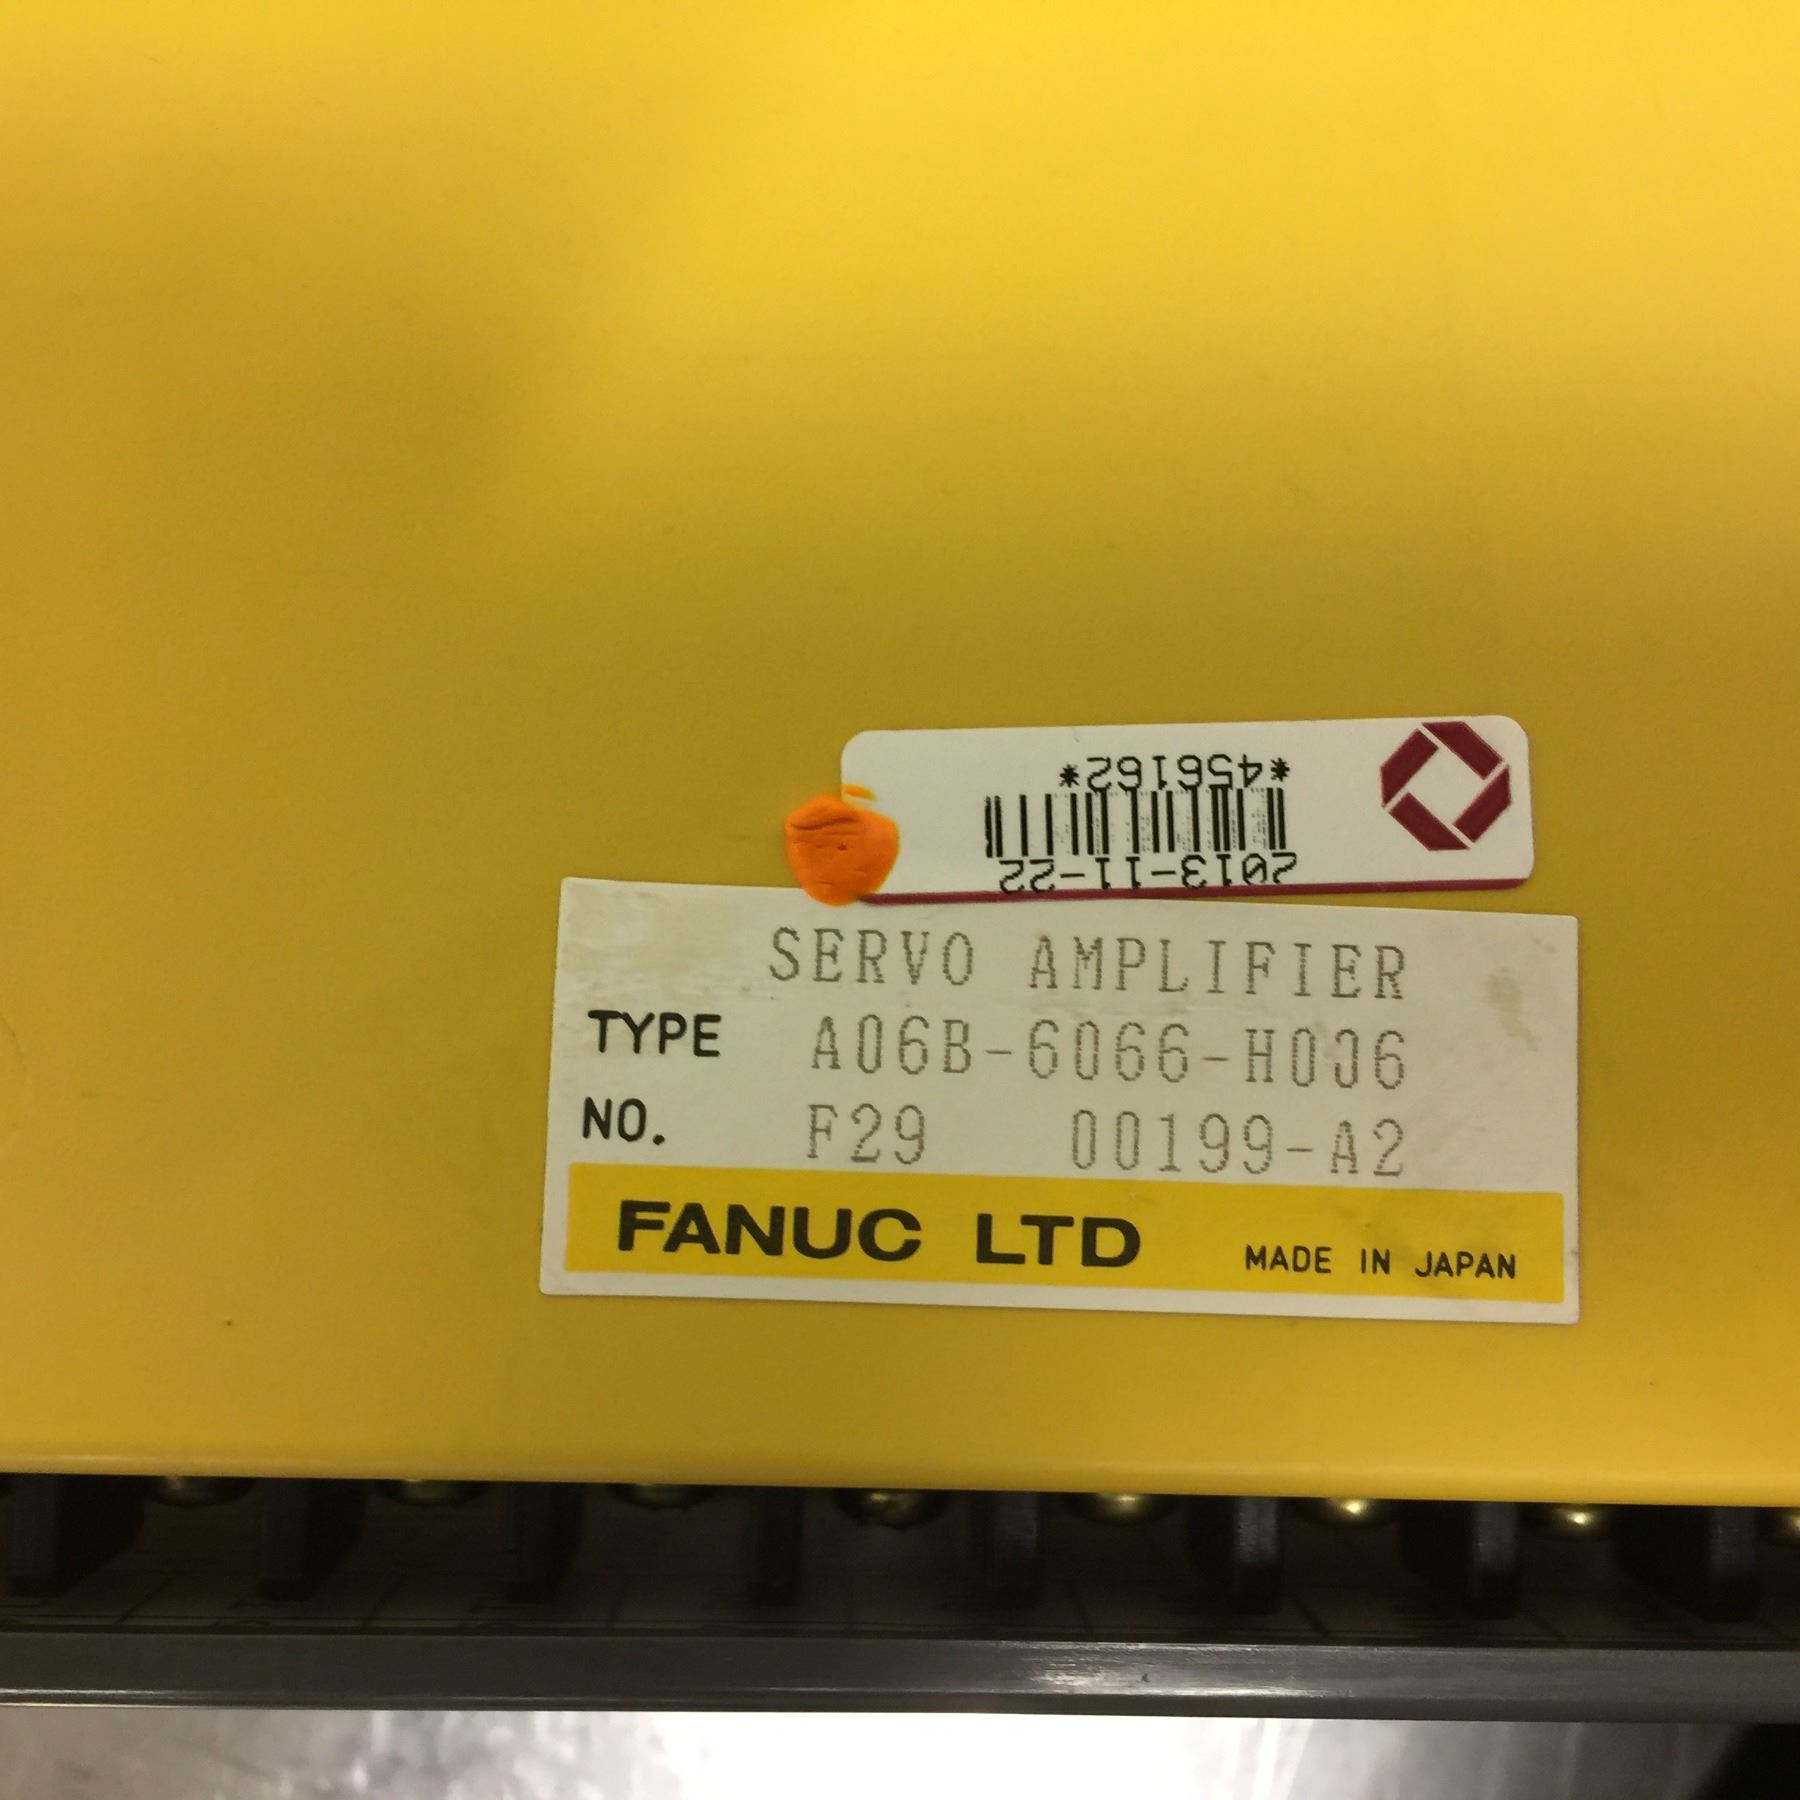 *456162*
2013-11-22
SERVO AMPLIFIER
TYPE A06B-6066-H006
NO. F29 00199-A2
FANUC LTD MADE IN JAPAN